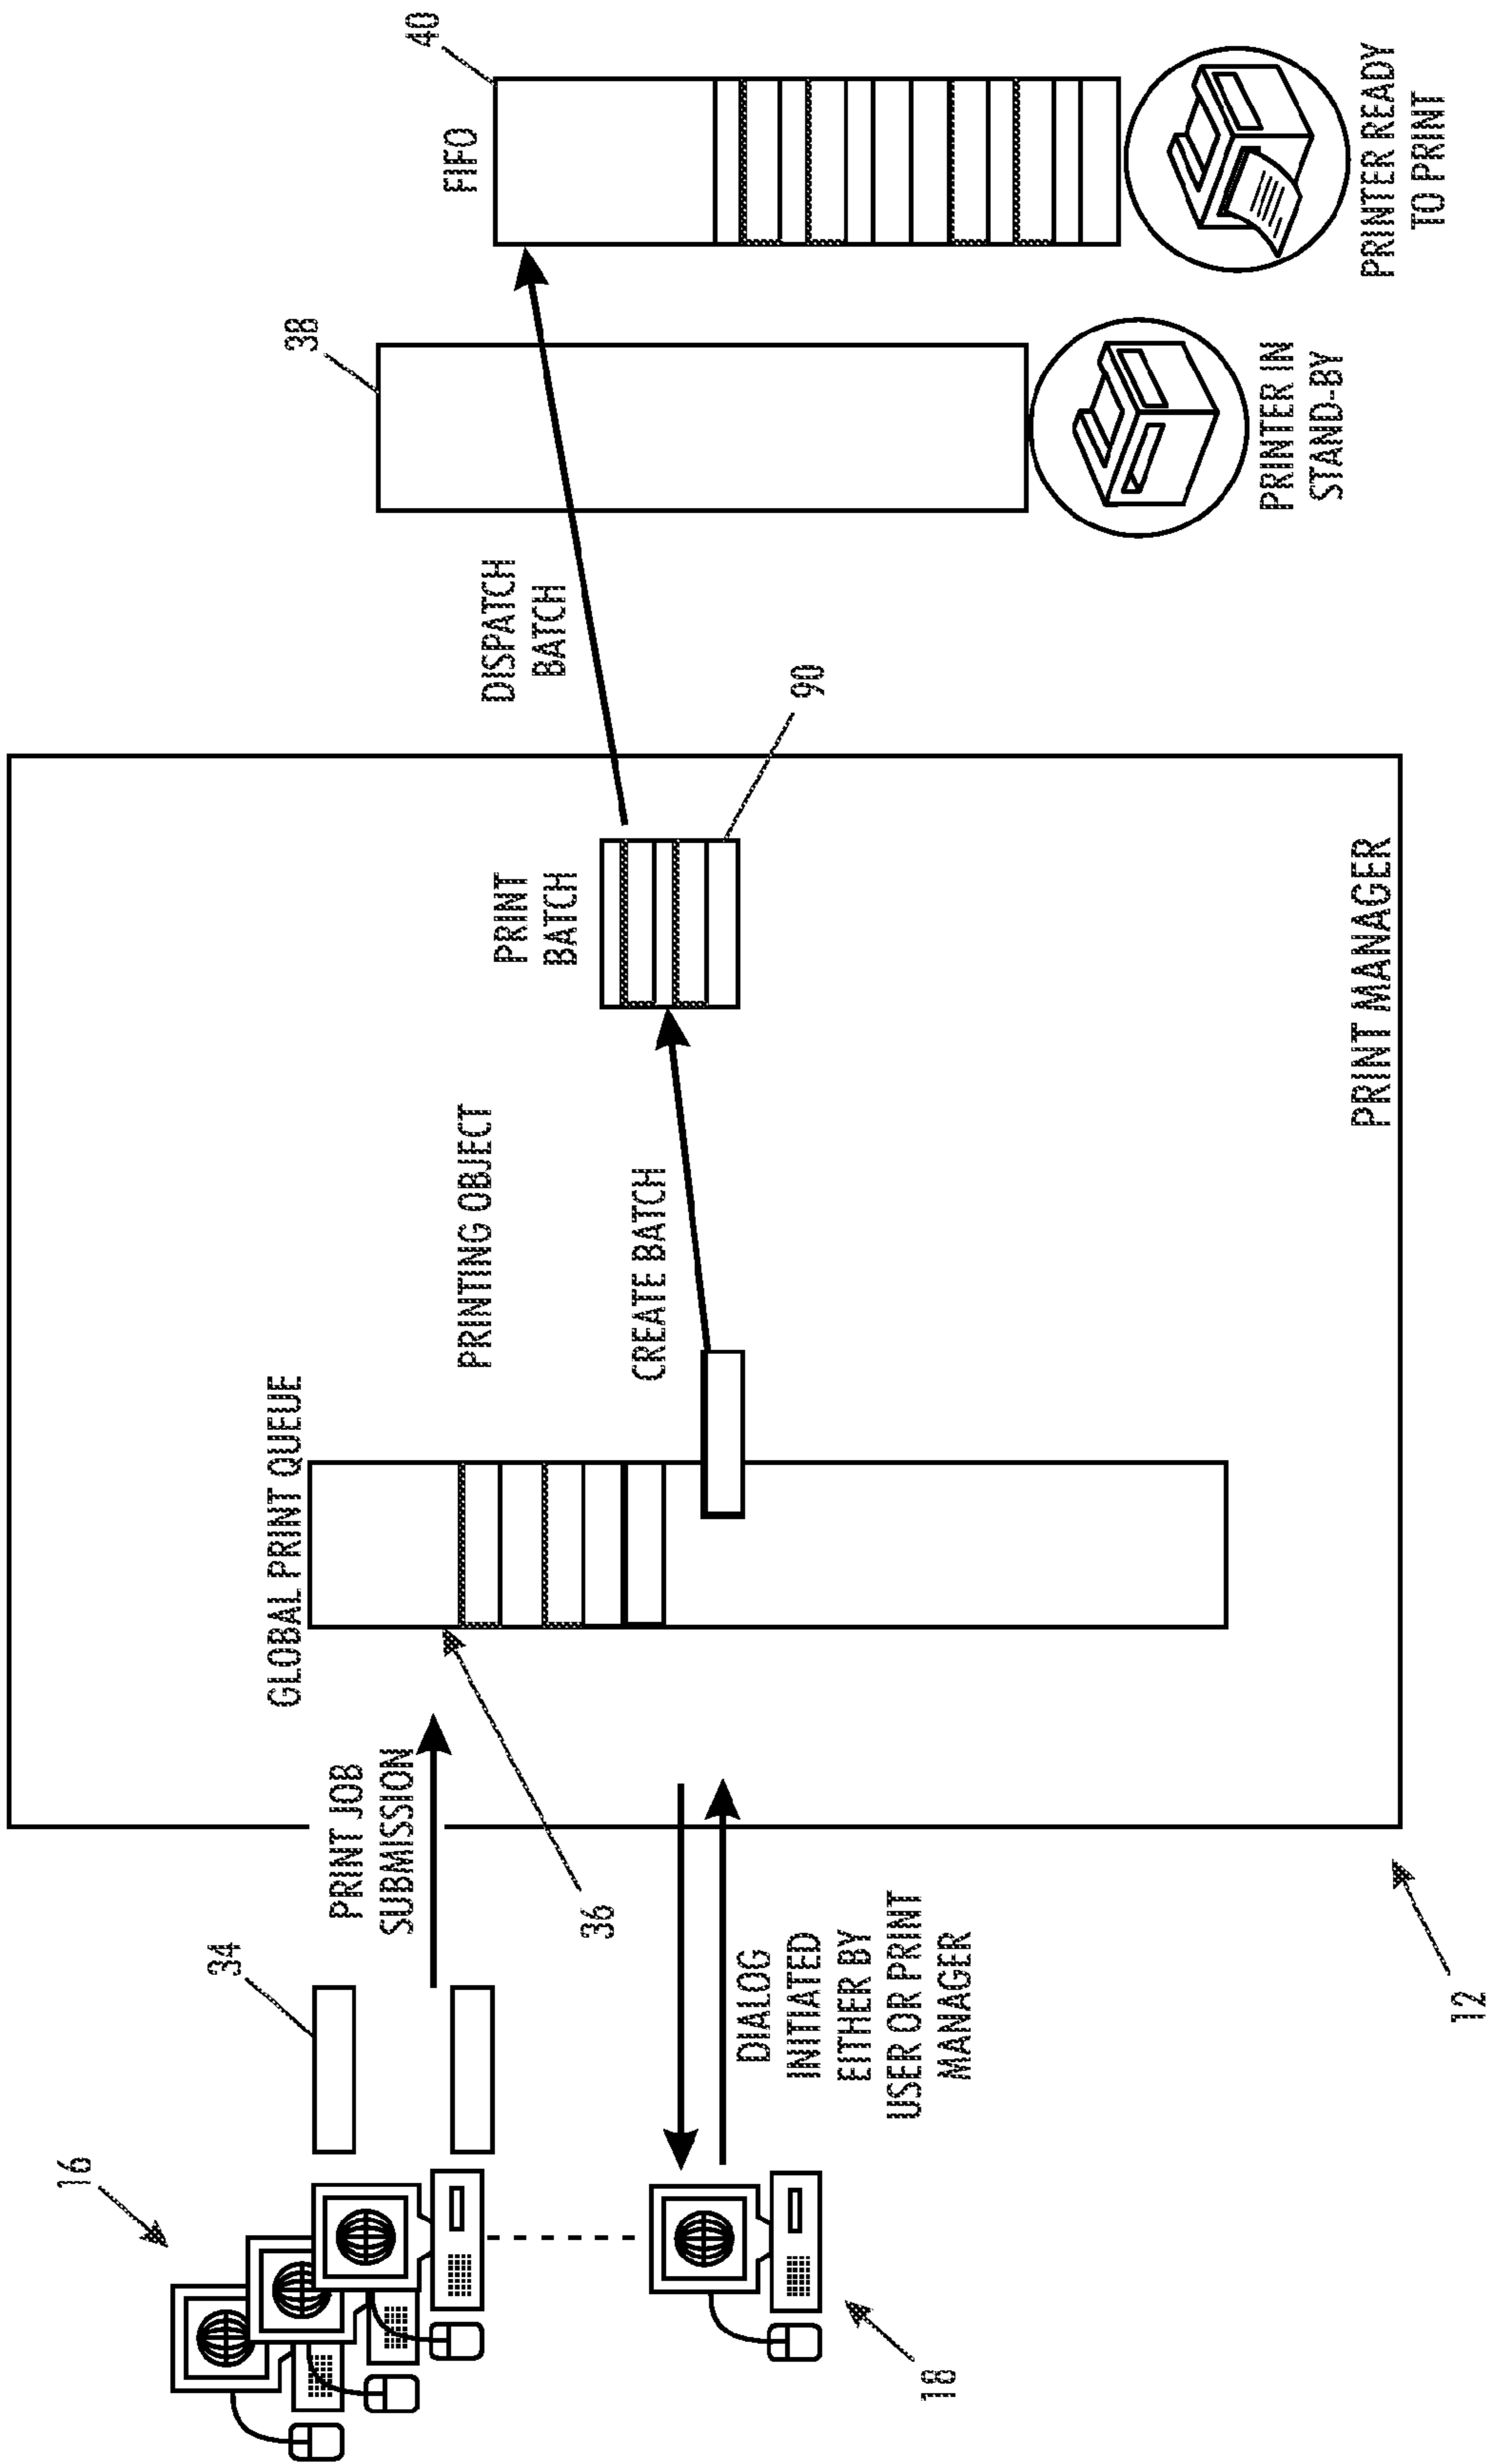 16
34
PRINT JOB
SUBMISSION
36
GLOBAL PRINT QUEUE
PRINTING OBJECT
CREATE BATCH
PRINT
BATCH
90
DISPATCH
BATCH
38
FIFO
40
PRINTER IN
STAND-BY
PRINTER READY
TO PRINT
18
DIALOG
INITIATED
EITHER BY
USER OR PRINT
MANAGER
PRINT MANAGER
12